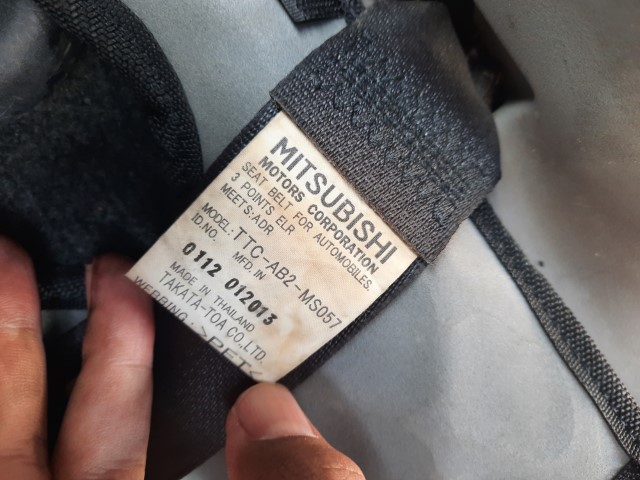 MITSUBISHI
MOTORS CORPORATION
SEAT BELT FOR AUTOMOBILES.
3 POINTS ELR
MEETS:ADR
MODEL:TTC-AB2-MS057
ID.NO. MFD.IN
0112 012013
MADE IN THAILAND
TAKATA-TOA CO.,LTD.
WEBBING:>PET<